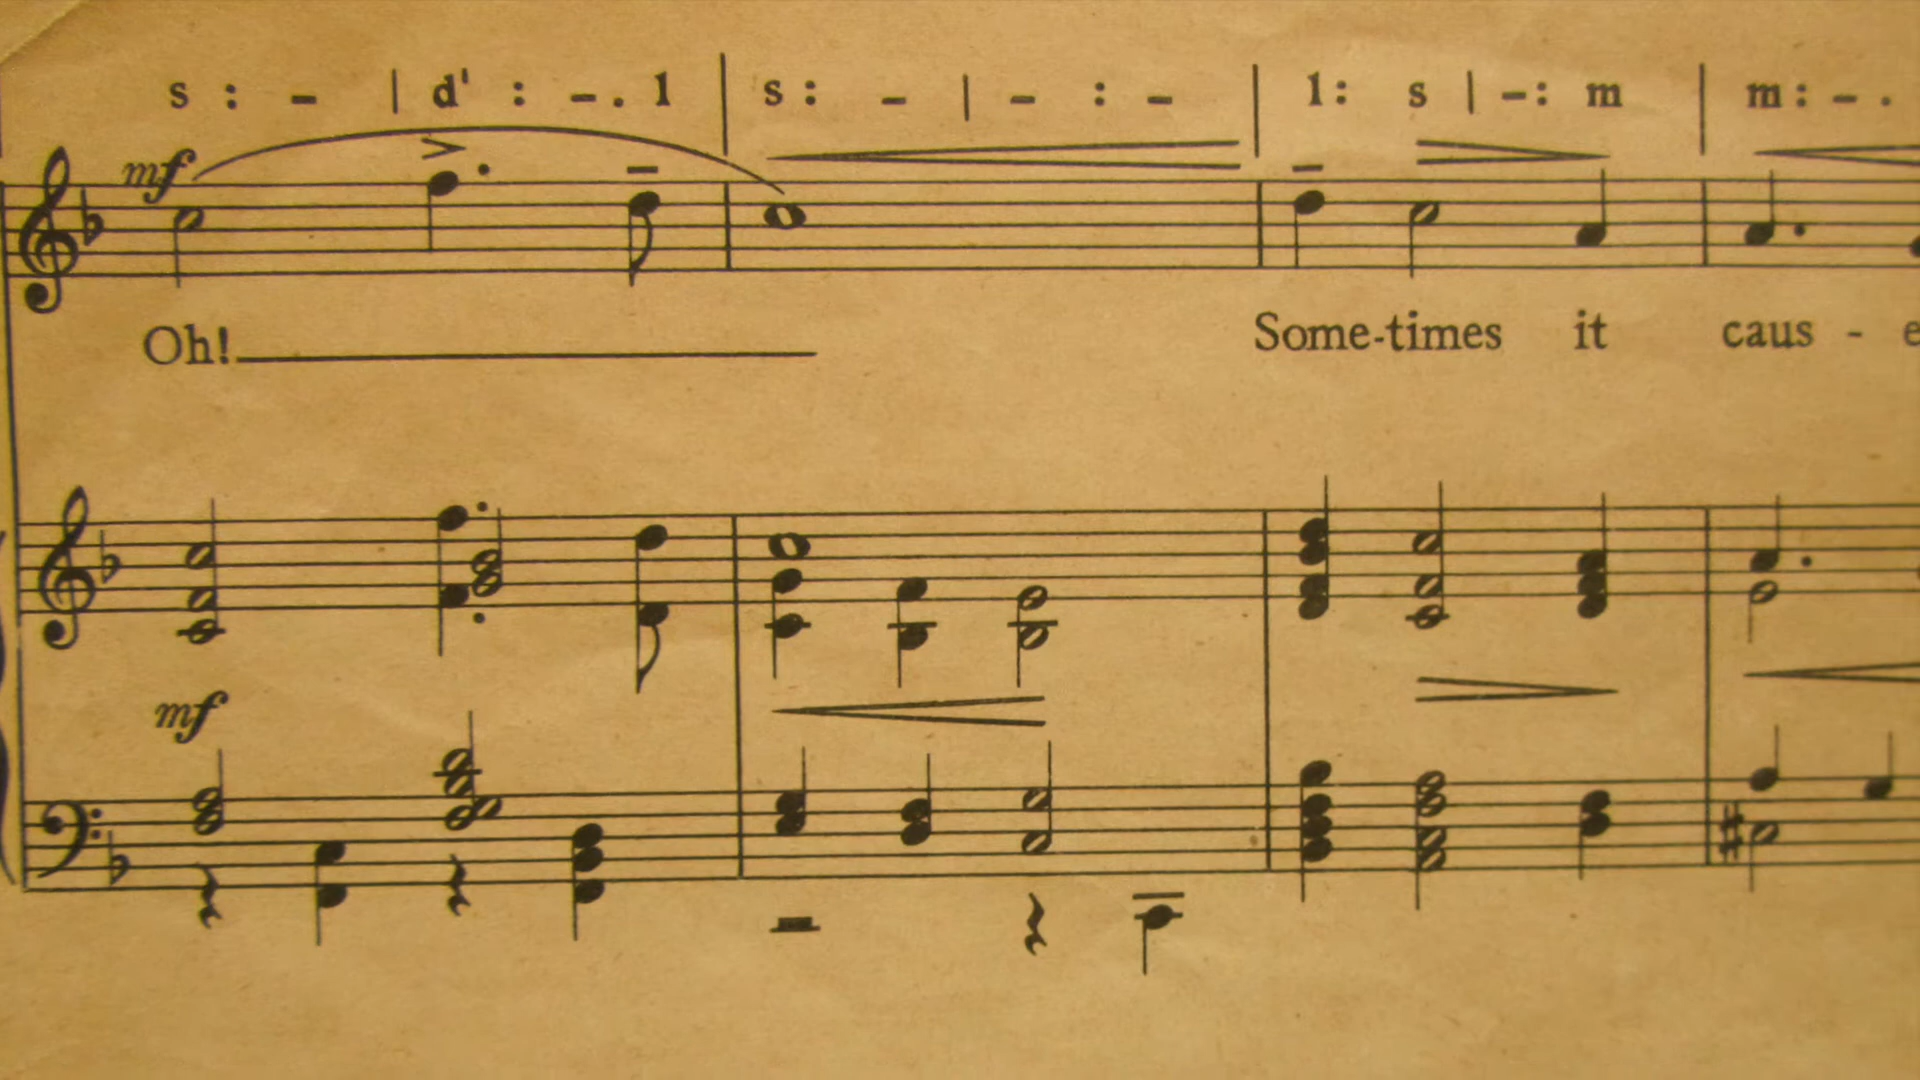 s : – | d' : –. l | s : – | – : – | l : s | – : m | m : – .
mf
Oh! Some-times it caus -
mf